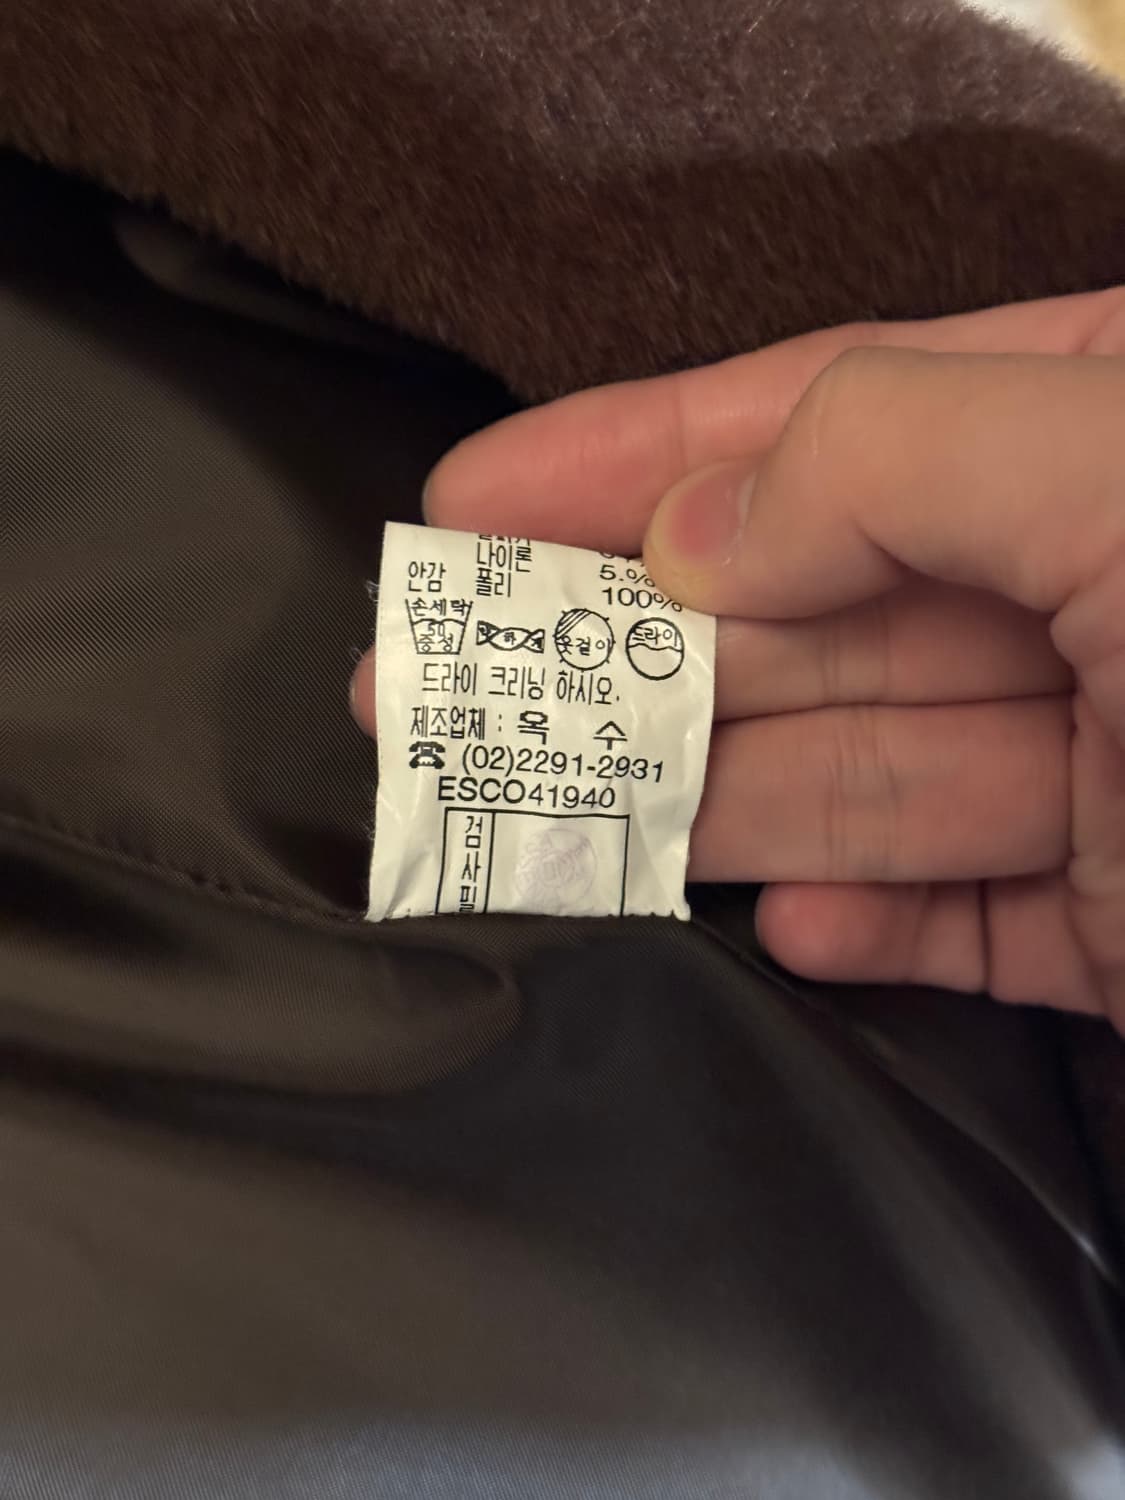 나이론 5.%
안감 폴리 100%
손세탁
중성
약하게
옷걸이
드라이
드라이 크리닝 하시오.
제조업체 : 옥 수
☎ (02)2291-2931
ESCO41940
검사필